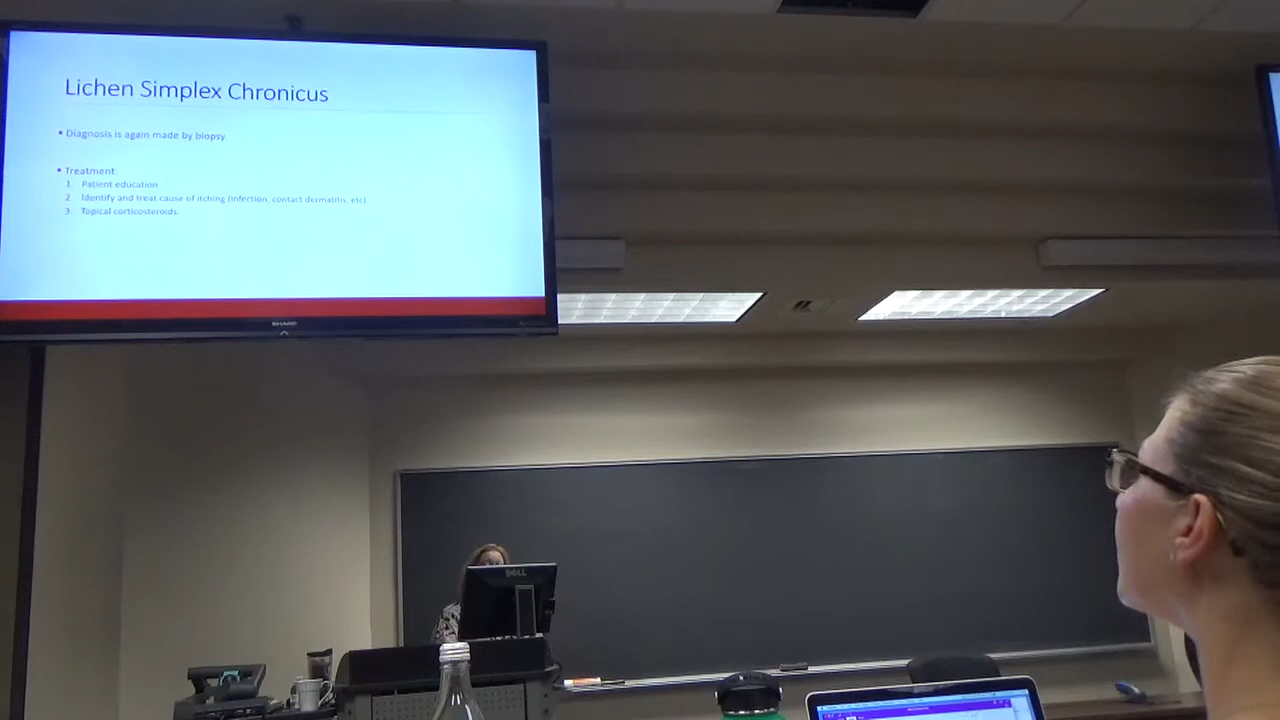 Lichen Simplex Chronicus
▪ Diagnosis is again made by biopsy.
▪ Treatment:
1. Patient education
2. Identify and treat cause of itching (infection, contact dermatitis, etc)
3. Topical corticosteroids.
SHARP
DELL